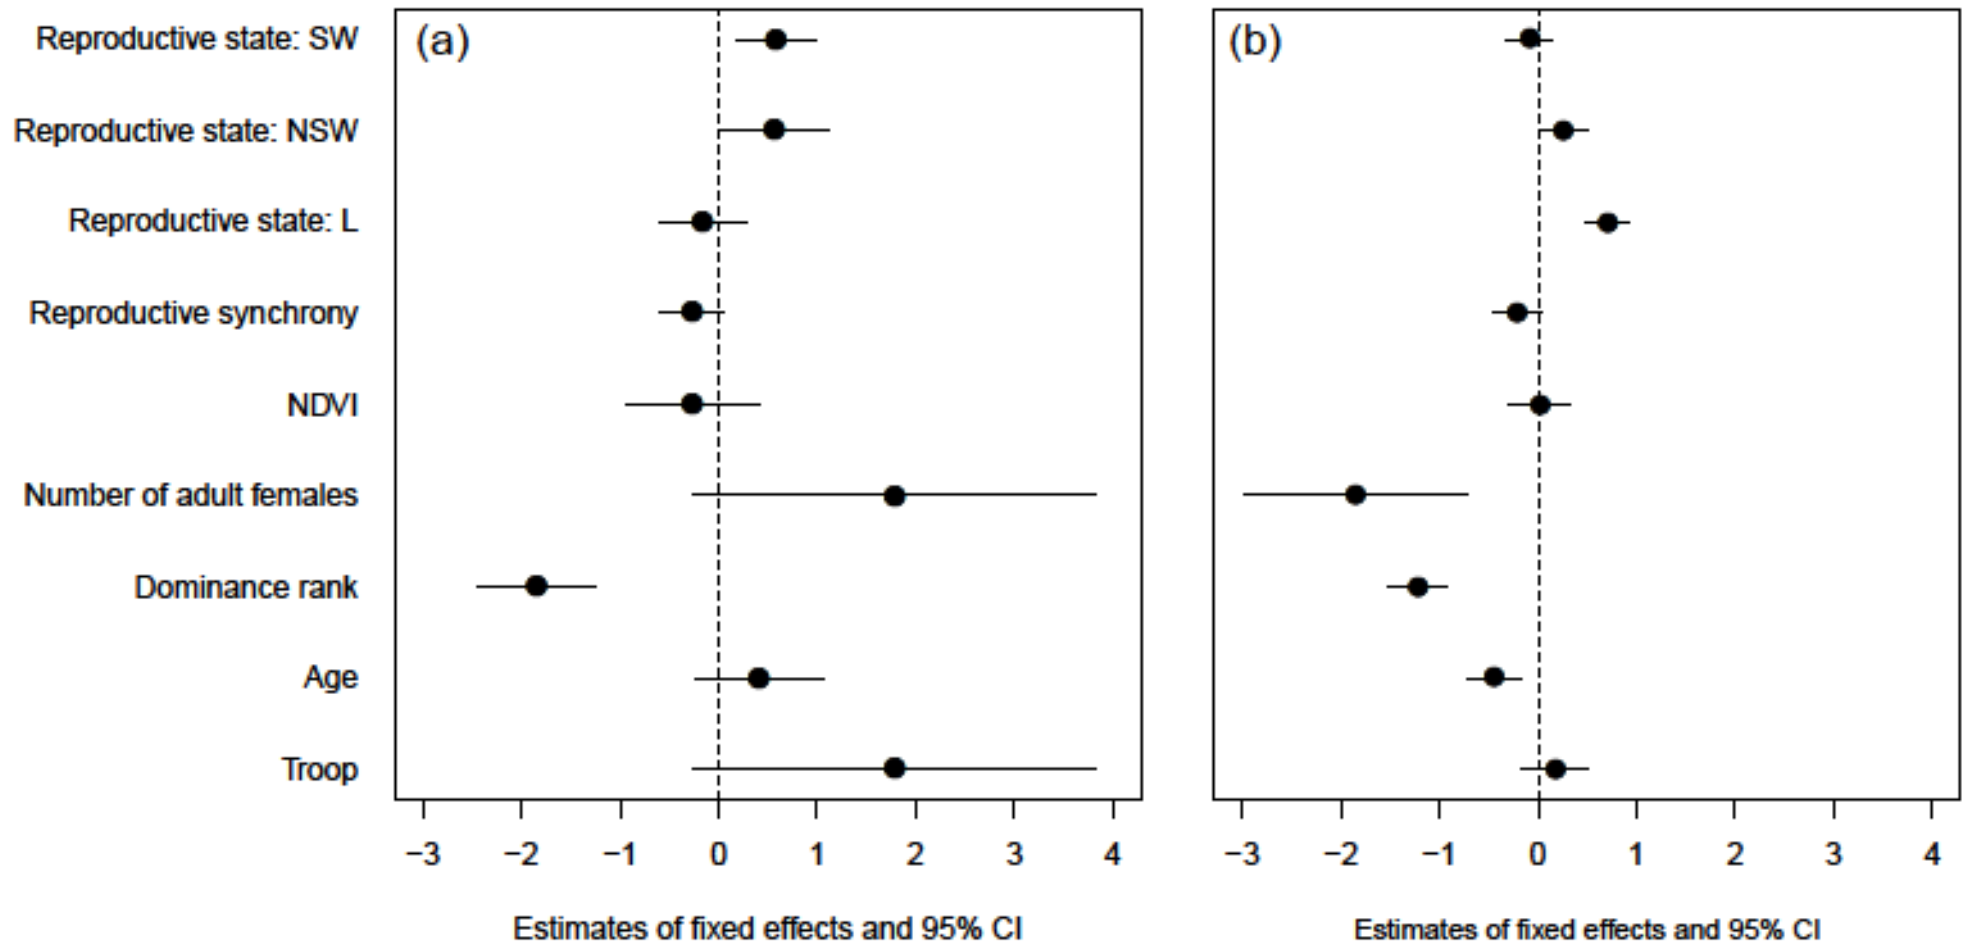 Reproductive state: SW
Reproductive state: NSW
Reproductive state: L
Reproductive synchrony
NDVI
Number of adult females
Dominance rank
Age
Troop
(a)
−3 −2 −1 0 1 2 3 4
Estimates of fixed effects and 95% CI
(b)
−3 −2 −1 0 1 2 3 4
Estimates of fixed effects and 95% CI